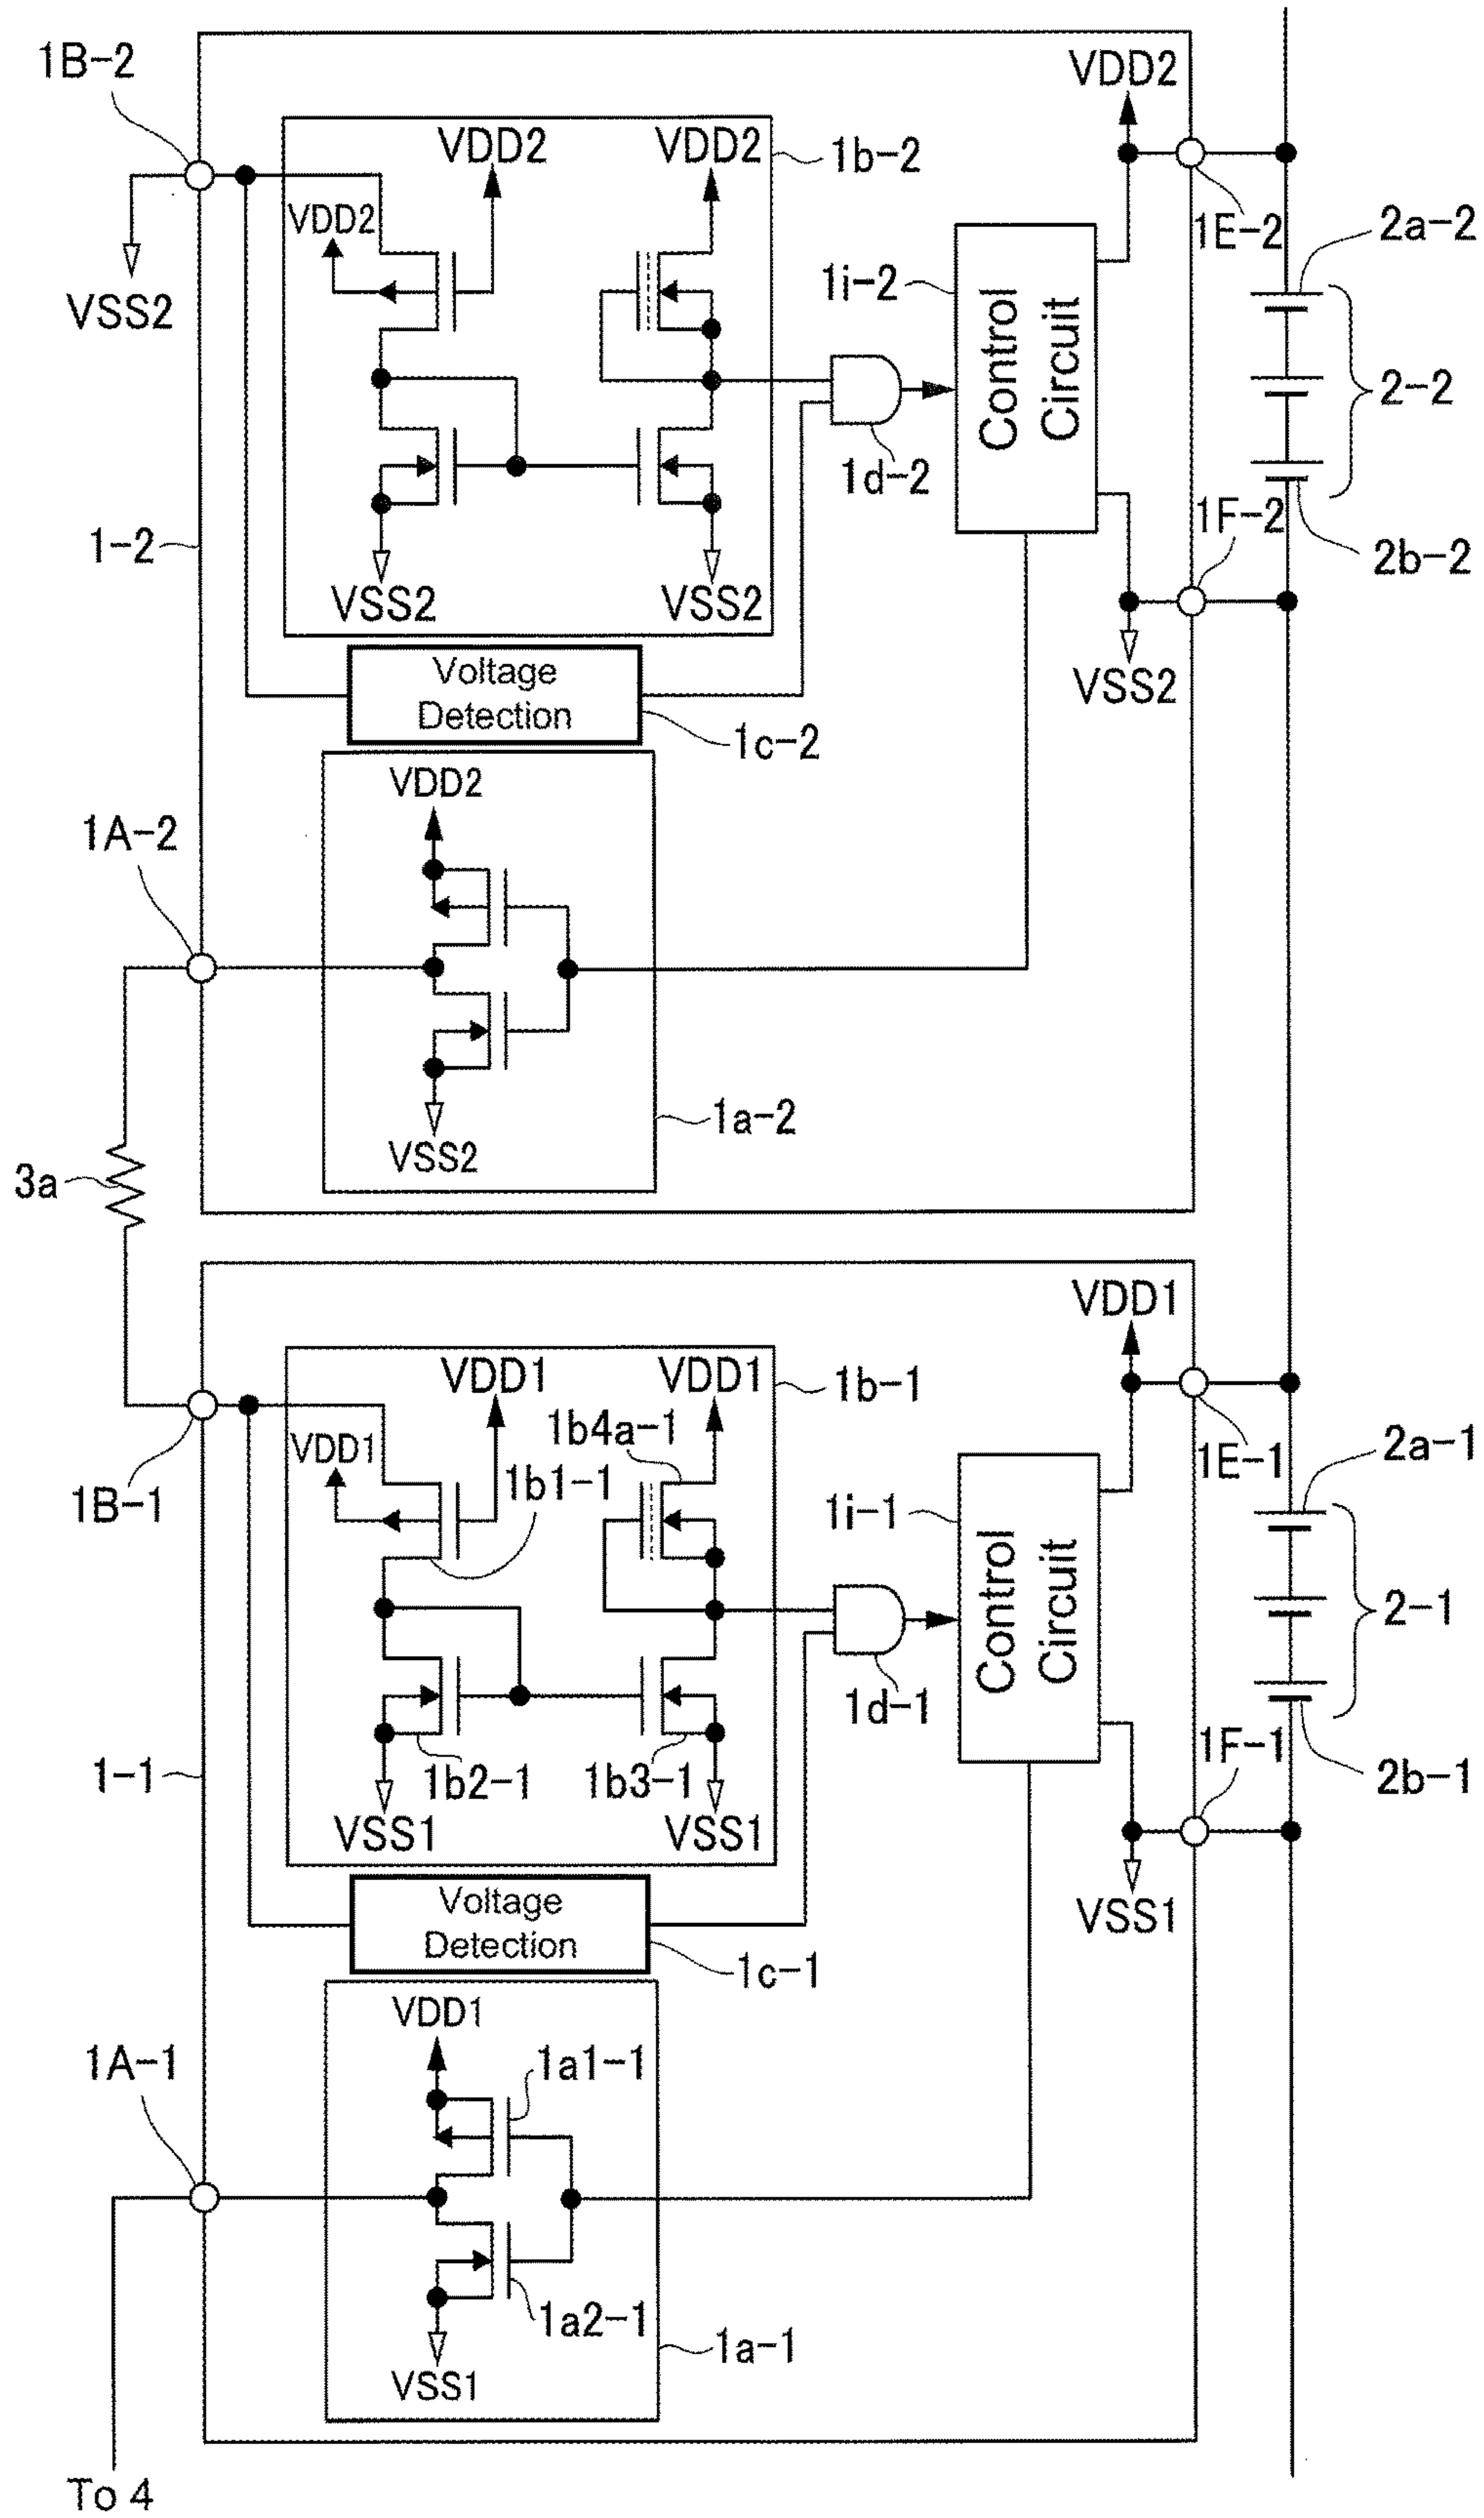 1B-2
VDD2
VDD2
VDD2
1b-2
VDD2
VSS2
1E-2
2a-2
1i-2
Control
Circuit
2-2
1d-2
1F-2
1-2
2b-2
VSS2
VSS2
Voltage
Detection
VSS2
1c-2
VDD2
1A-2
1a-2
VSS2
3a
VDD1
VDD1
VDD1
1b-1
1b4a-1
VDD1
1b1-1
1E-1
2a-1
1B-1
1i-1
Control
Circuit
2-1
1d-1
1F-1
1-1
1b2-1
1b3-1
2b-1
VSS1
VSS1
Voltage
Detection
VSS1
1c-1
VDD1
1A-1
1a1-1
1a2-1
1a-1
VSS1
To 4